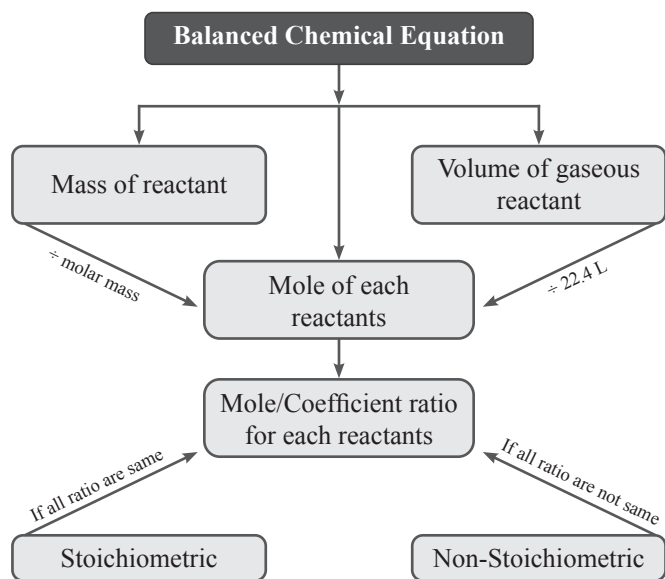 Balanced Chemical Equation
Mass of reactant
Volume of gaseous
reactant
÷ molar mass
÷ 22.4 L
Mole of each
reactants
Mole/Coefficient ratio
for each reactants
If all ratio are same
If all ratio are not same
Stoichiometric
Non-Stoichiometric